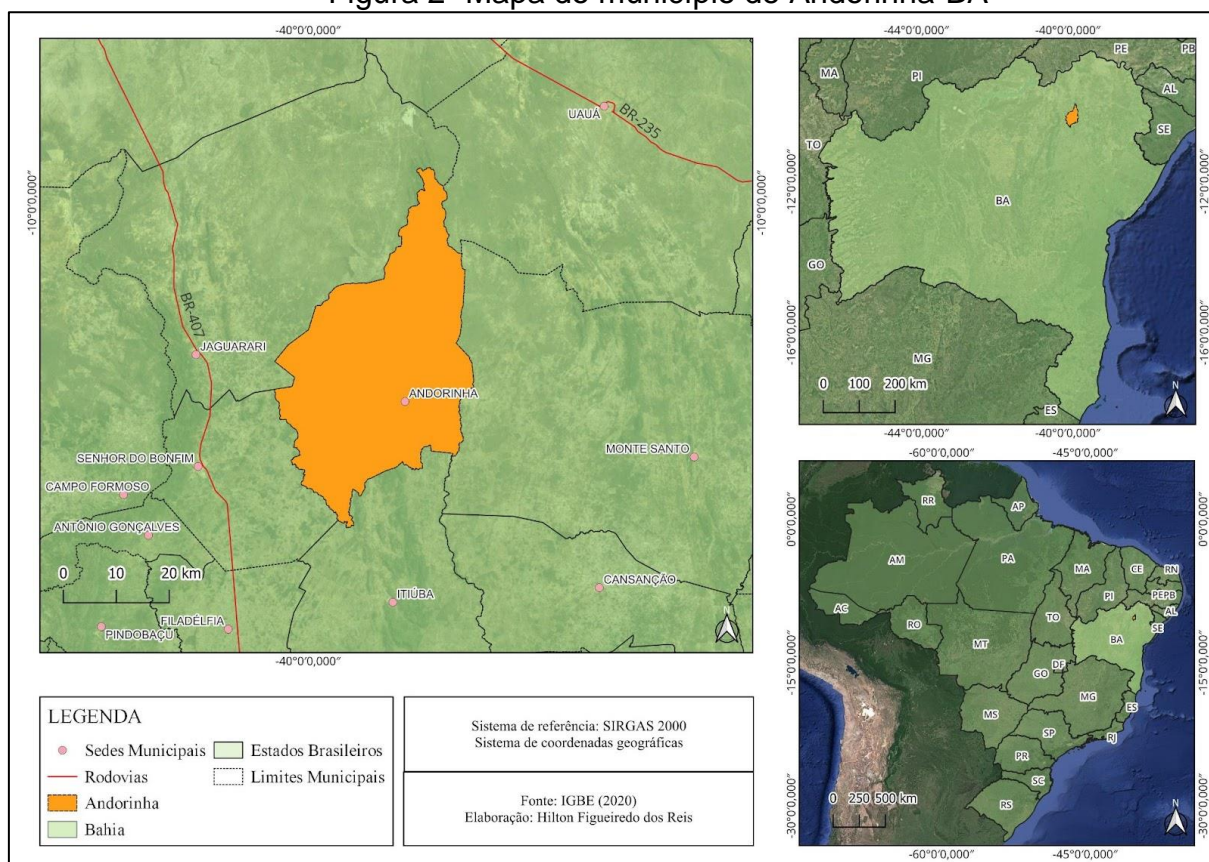 Figura 2- Mapa do município de Andorinha-BA
-40°0'0,000"
-10°0'0,000"
-10°0'0,000"
UAUÁ
BR-235
BR-407
JAGUARARI
ANDORINHA
SENHOR DO BONFIM
MONTE SANTO
CAMPO FORMOSO
ANTÔNIO GONÇALVES
0 10 20 km
CANSANÇÃO
ITIÚBA
FILADÉLFIA
PINDOBAÇU
N
-40°0'0,000"
-44°0'0,000" -40°0'0,000"
PE
PB
MA
PI
AL
SE
TO
BA
GO
MG
ES
-12°0'0,000"
-16°0'0,000"
-12°0'0,000"
-16°0'0,000"
0 100 200 km
N
-44°0'0,000" -40°0'0,000"
-60°0'0,000" -45°0'0,000"
RR
AP
AM
PA
MA
CE
RN
PI
PEPB
AL
SE
AC
RO
TO
BA
MT
DF
GO
MG
ES
MS
SP
RJ
PR
SC
RS
0°0'0,000"
-15°0'0,000"
-30°0'0,000"
0°0'0,000"
-15°0'0,000"
-30°0'0,000"
0 250 500 km
N
-60°0'0,000" -45°0'0,000"
LEGENDA
Sedes Municipais
Rodovias
Andorinha
Bahia
Estados Brasileiros
Limites Municipais
Sistema de referência: SIRGAS 2000
Sistema de coordenadas geográficas
Fonte: IGBE (2020)
Elaboração: Hilton Figueiredo dos Reis